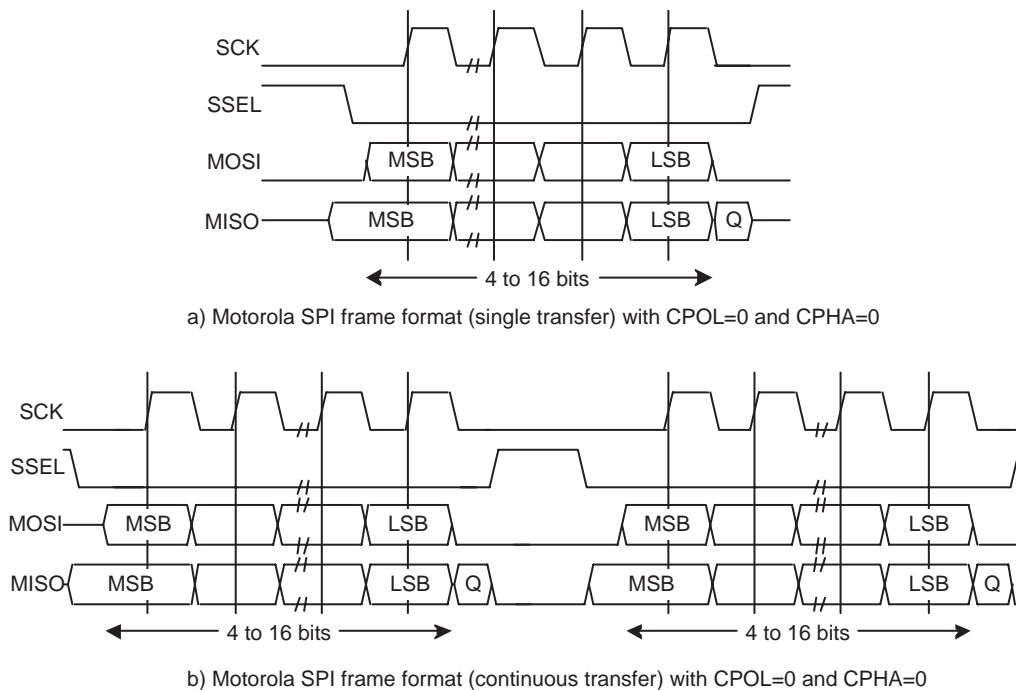 SCK
SSEL
MOSI MSB LSB
MISO MSB LSB Q
4 to 16 bits
a) Motorola SPI frame format (single transfer) with CPOL=0 and CPHA=0
SCK
SSEL
MOSI MSB LSB MSB LSB
MISO MSB LSB Q MSB LSB Q
4 to 16 bits 4 to 16 bits
b) Motorola SPI frame format (continuous transfer) with CPOL=0 and CPHA=0